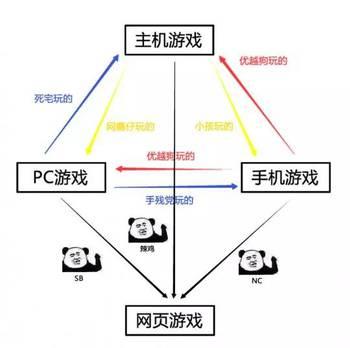 主机游戏
优越狗玩的
死宅玩的
网瘾仔玩的
小孩玩的
优越狗玩的
PC游戏
手机游戏
手残党玩的
辣鸡
SB
NC
网页游戏